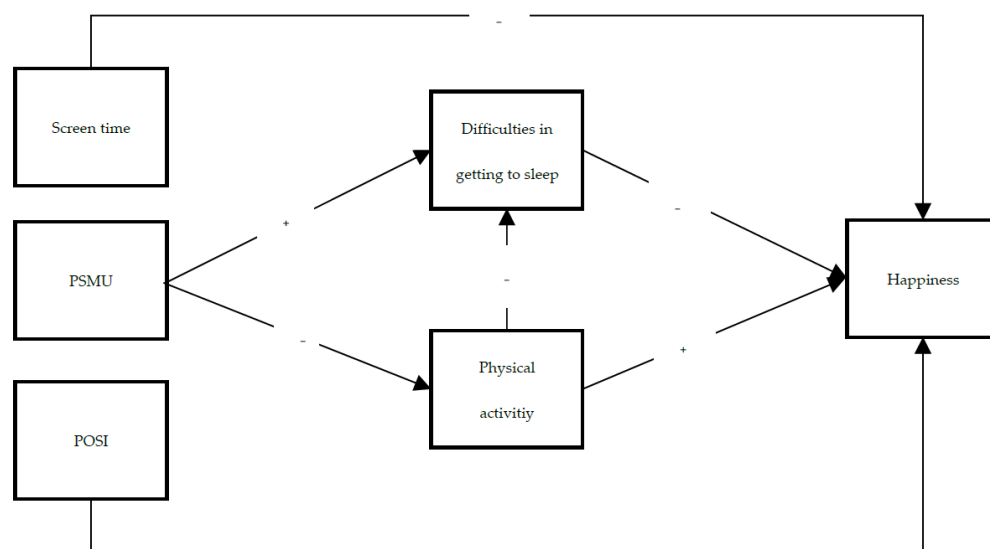 -
Screen time
Difficulties in
getting to sleep
+
-
PSMU
-
Happiness
-
+
Physical
activitiy
POSI